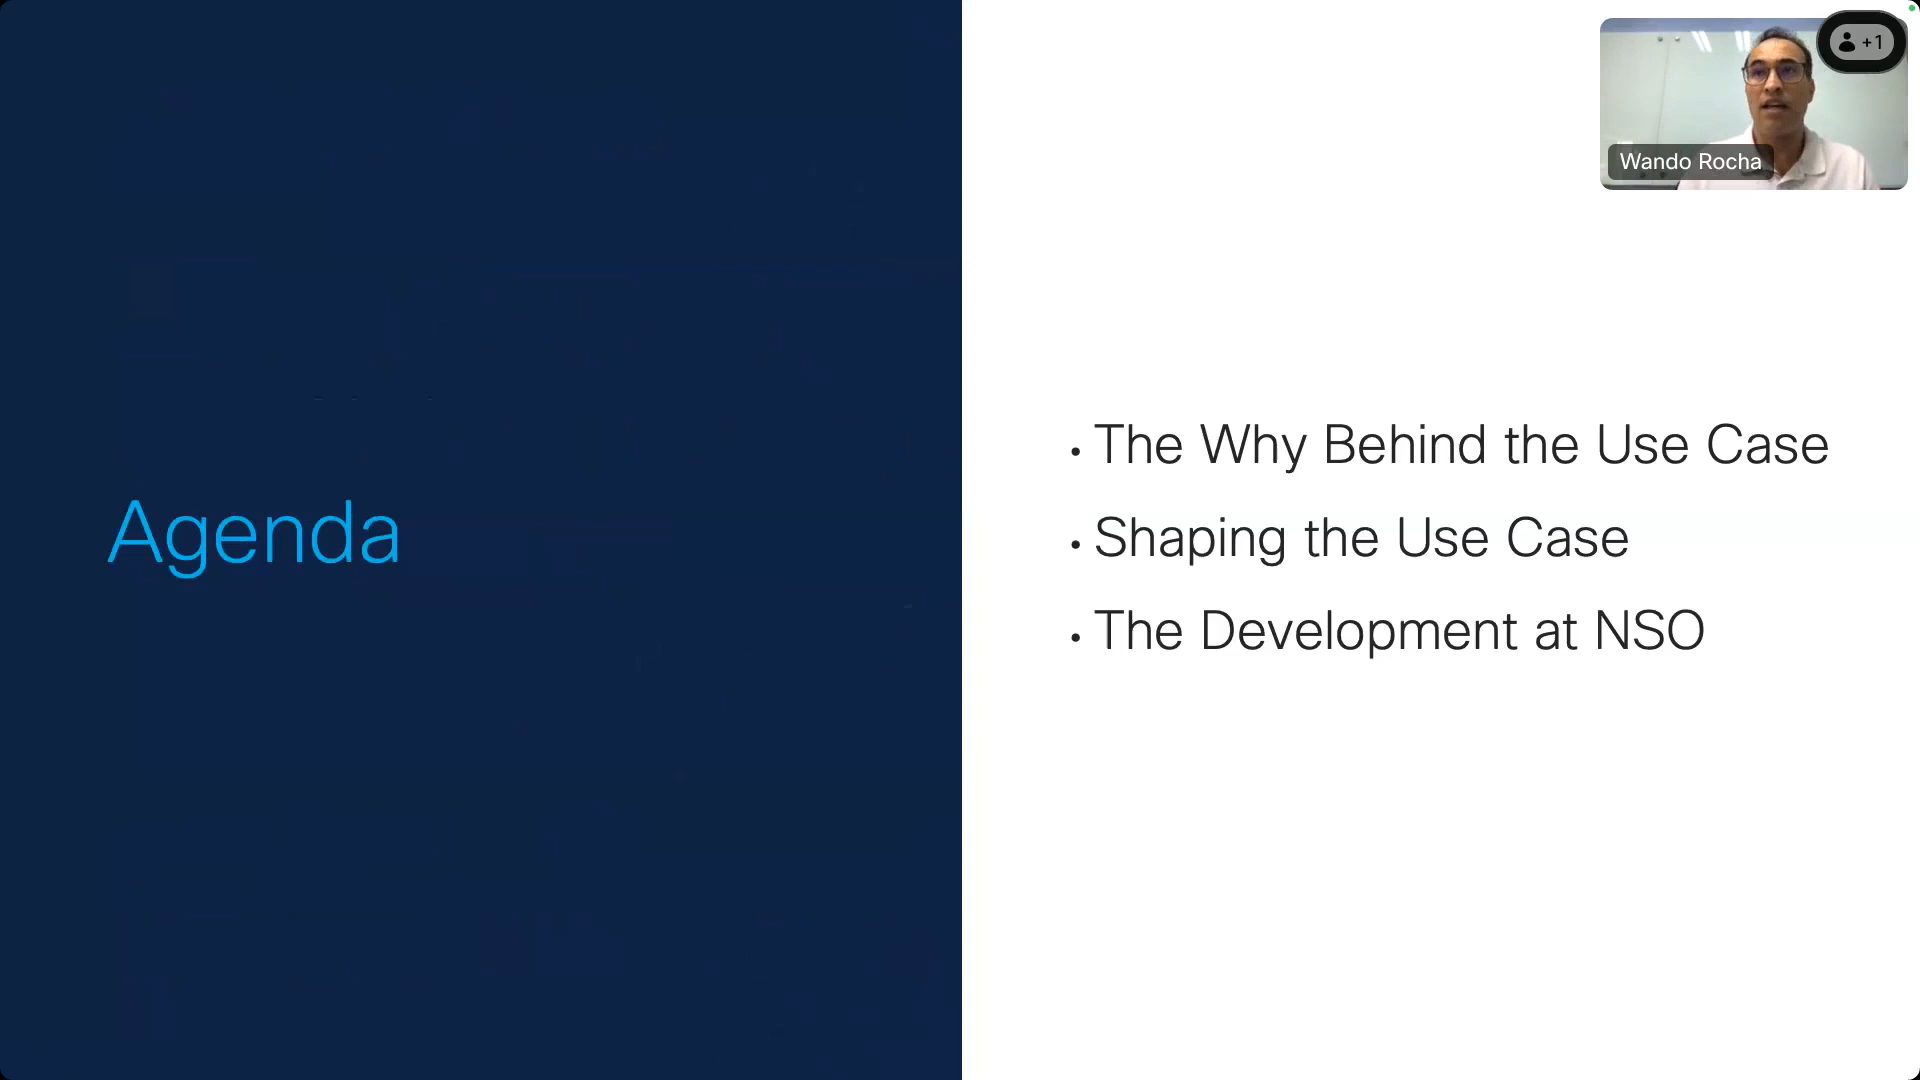 Agenda
• The Why Behind the Use Case
• Shaping the Use Case
• The Development at NSO
+1
Wando Rocha